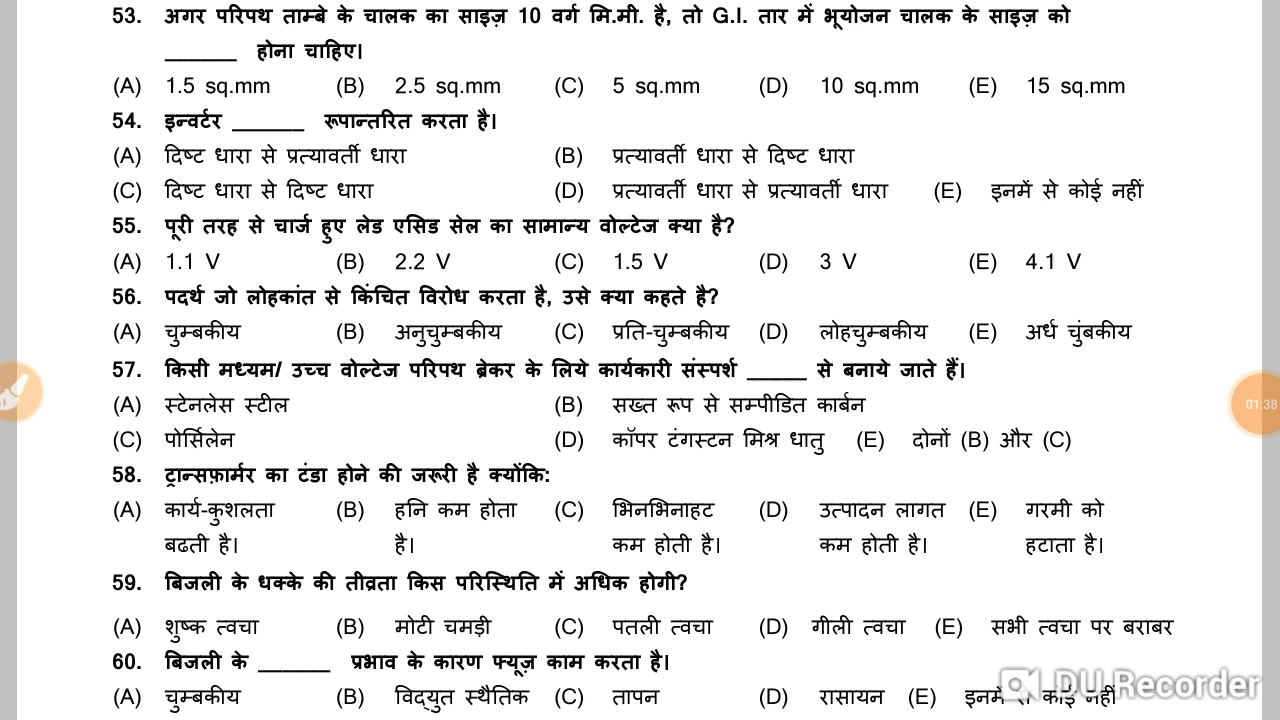 53. अगर परिपथ ताम्बे के चालक का साइज़ 10 वर्ग मि.मी. है, तो G.I. तार में भूयोजन चालक के साइज़ को
______ होना चाहिए।
(A) 1.5 sq.mm (B) 2.5 sq.mm (C) 5 sq.mm (D) 10 sq.mm (E) 15 sq.mm
54. इन्वर्टर ______ रूपान्तरित करता है।
(A) दिष्ट धारा से प्रत्यावर्ती धारा (B) प्रत्यावर्ती धारा से दिष्ट धारा
(C) दिष्ट धारा से दिष्ट धारा (D) प्रत्यावर्ती धारा से प्रत्यावर्ती धारा (E) इनमें से कोई नहीं
55. पूरी तरह से चार्ज हुए लेड एसिड सेल का सामान्य वोल्टेज क्या है?
(A) 1.1 V (B) 2.2 V (C) 1.5 V (D) 3 V (E) 4.1 V
56. पदर्थ जो लोहकांत से किंचित विरोध करता है, उसे क्या कहते है?
(A) चुम्बकीय (B) अनुचुम्बकीय (C) प्रति-चुम्बकीय (D) लोहचुम्बकीय (E) अर्ध चुंबकीय
57. किसी मध्यम/ उच्च वोल्टेज परिपथ ब्रेकर के लिये कार्यकारी संस्पर्श _____ से बनाये जाते हैं।
(A) स्टेनलेस स्टील (B) सख्त रूप से सम्पीडित कार्बन
(C) पोर्सिलेन (D) कॉपर टंगस्टन मिश्र धातु (E) दोनों (B) और (C)
58. ट्रान्सफ़ार्मर का टंडा होने की जरूरी है क्योंकि:
(A) कार्य-कुशलता (B) हनि कम होता (C) भिनभिनाहट (D) उत्पादन लागत (E) गरमी को
बढती है। है। कम होती है। कम होती है। हटाता है।
59. बिजली के धक्के की तीव्रता किस परिस्थिति में अधिक होगी?
(A) शुष्क त्वचा (B) मोटी चमड़ी (C) पतली त्वचा (D) गीली त्वचा (E) सभी त्वचा पर बराबर
60. बिजली के ______ प्रभाव के कारण फ्यूज़ काम करता है।
(A) चुम्बकीय (B) विद्युत स्थैतिक (C) तापन (D) रासायन (E) इनमें से कोई नहीं
01:38
DU Recorder